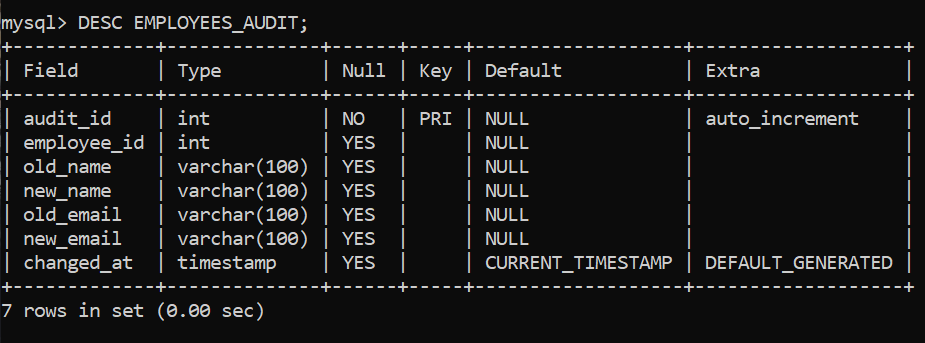 mysql> DESC EMPLOYEES_AUDIT;
+-------------+--------------+------+-----+-------------------+-------------------+
| Field       | Type         | Null | Key | Default           | Extra             |
+-------------+--------------+------+-----+-------------------+-------------------+
| audit_id    | int          | NO   | PRI | NULL              | auto_increment    |
| employee_id | int          | YES  |     | NULL              |                   |
| old_name    | varchar(100) | YES  |     | NULL              |                   |
| new_name    | varchar(100) | YES  |     | NULL              |                   |
| old_email   | varchar(100) | YES  |     | NULL              |                   |
| new_email   | varchar(100) | YES  |     | NULL              |                   |
| changed_at  | timestamp    | YES  |     | CURRENT_TIMESTAMP | DEFAULT_GENERATED |
+-------------+--------------+------+-----+-------------------+-------------------+
7 rows in set (0.00 sec)